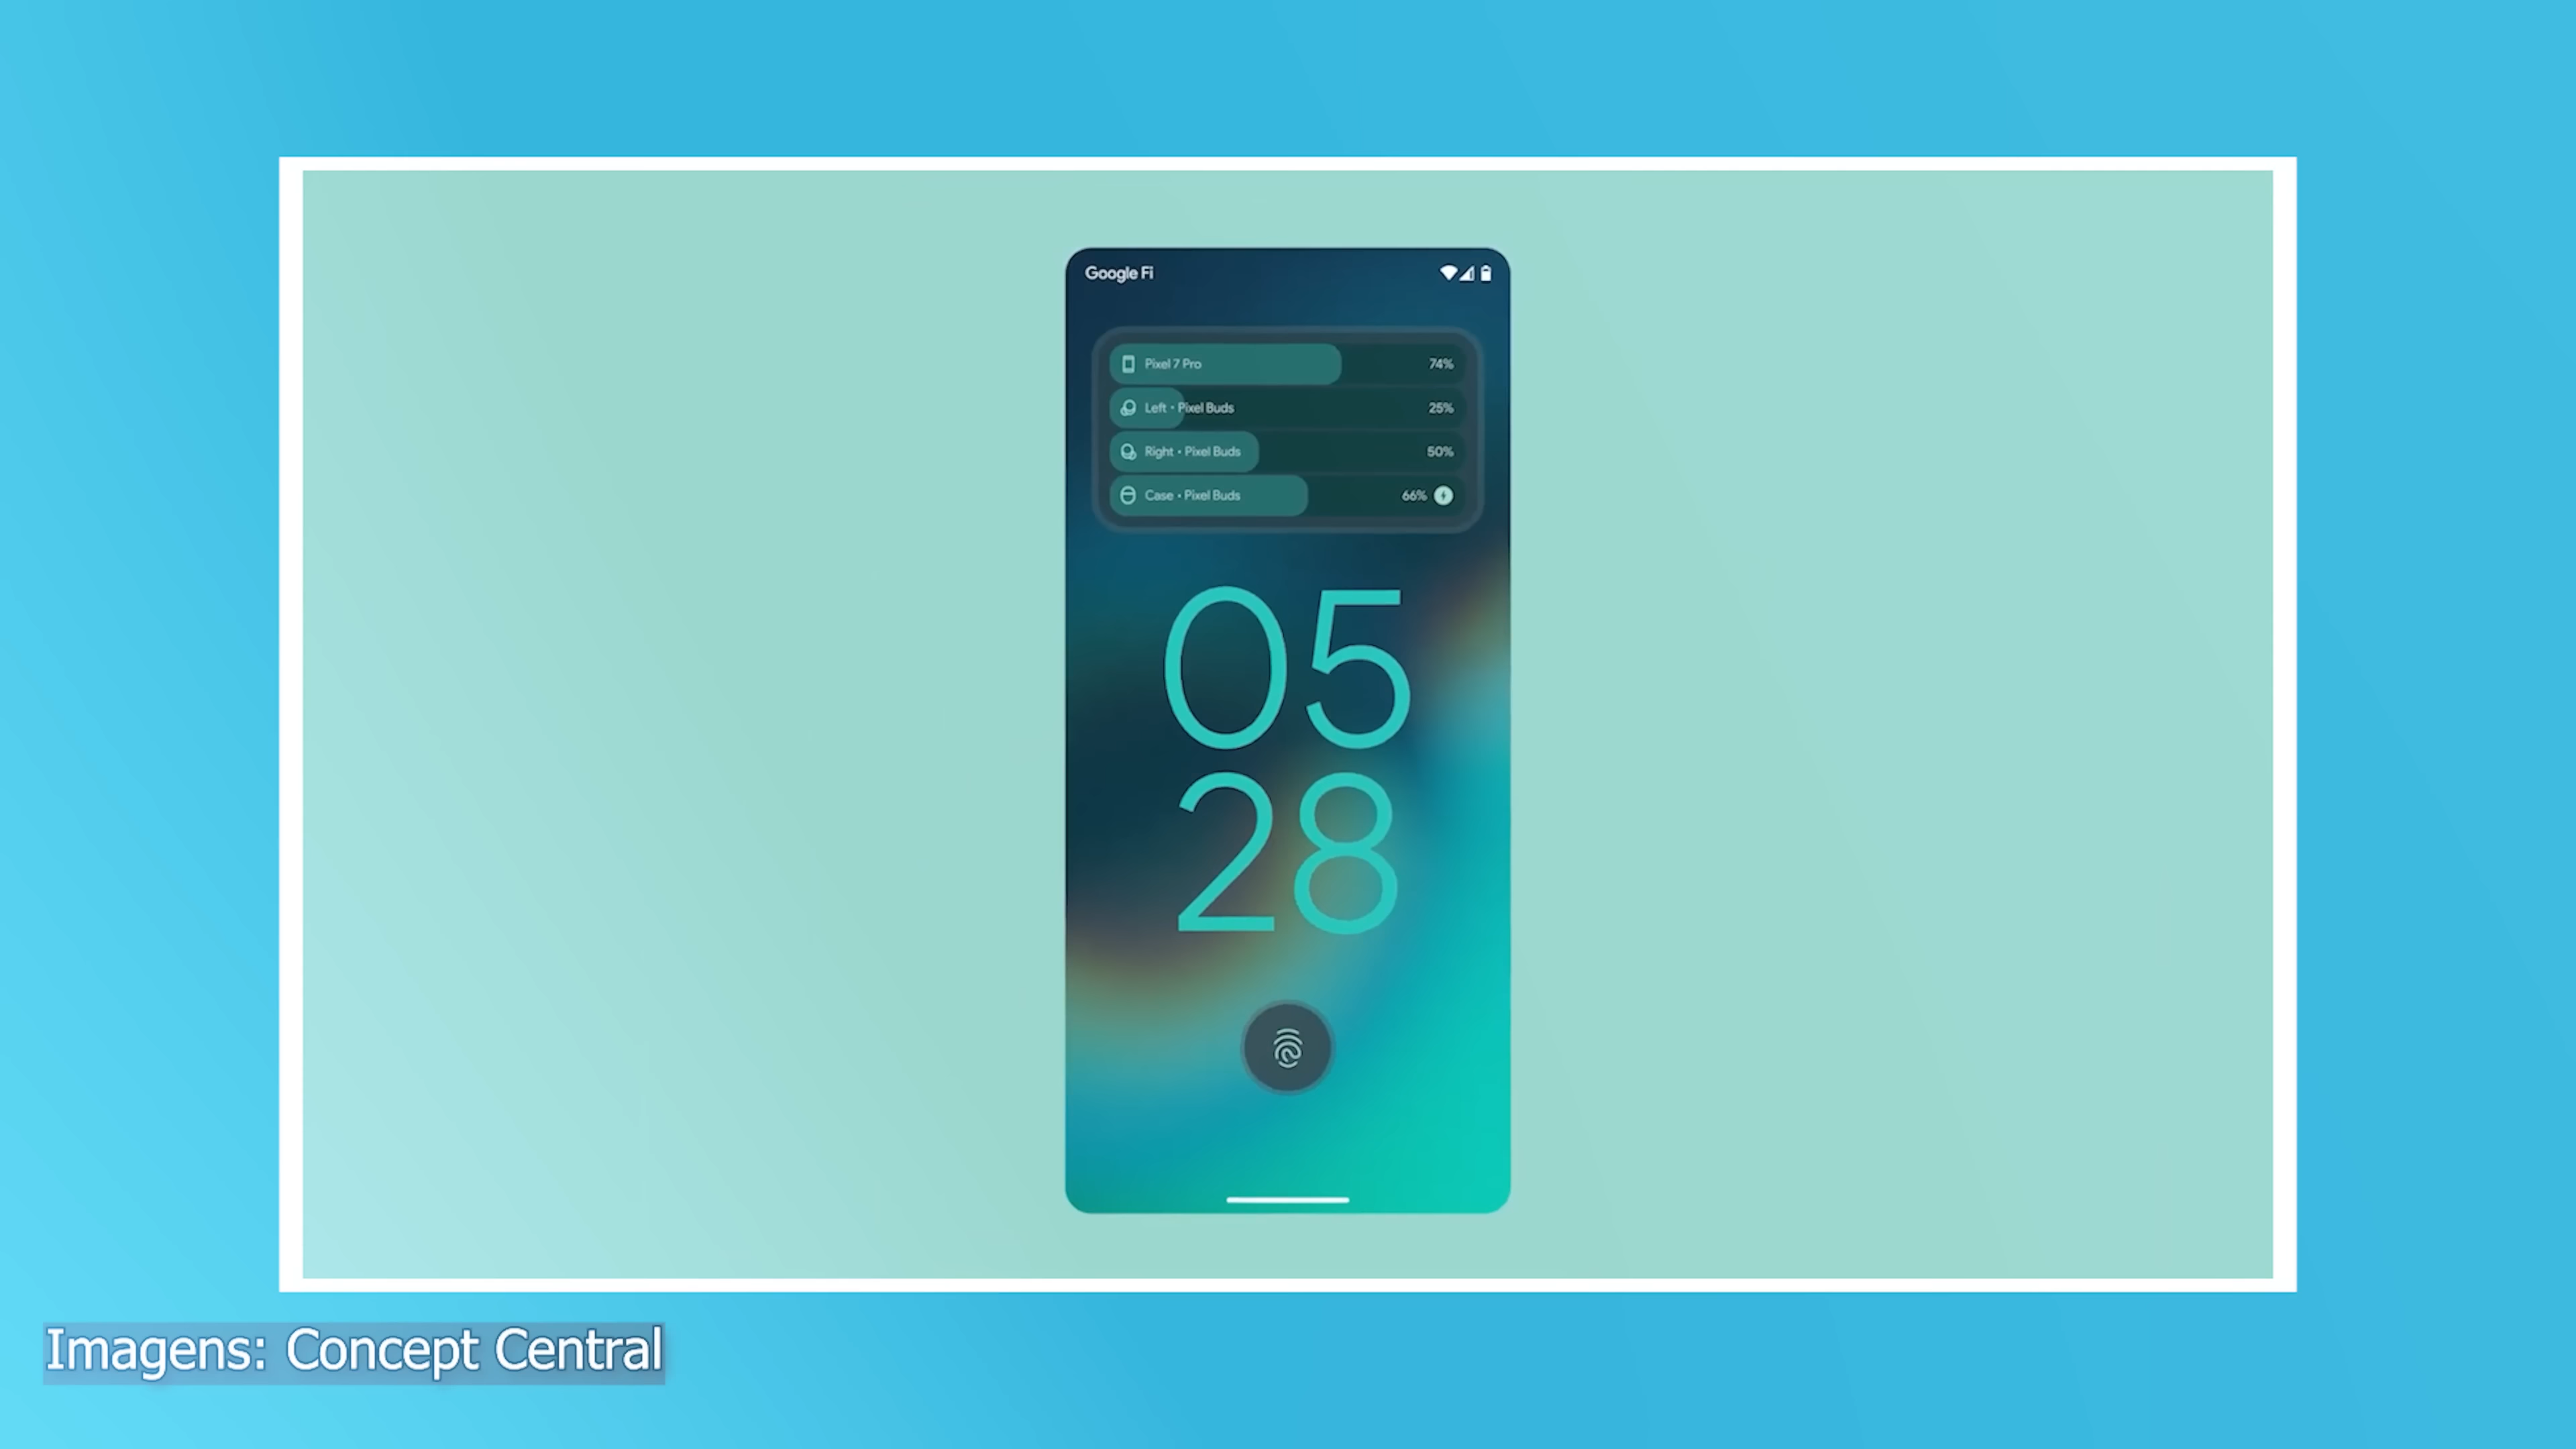 Google Fi
Pixel 7 Pro 74%
Left • Pixel Buds 25%
Right • Pixel Buds 50%
Case • Pixel Buds 66%
05
28
Imagens: Concept Central